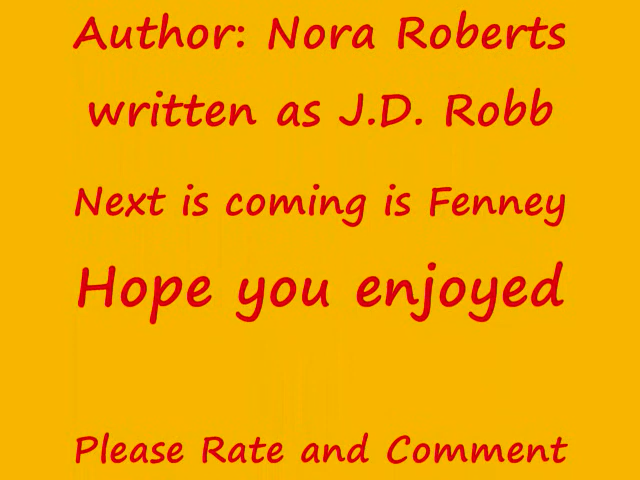 Author: Nora Roberts
written as J.D. Robb
Next is coming is Fenney
Hope you enjoyed
Please Rate and Comment